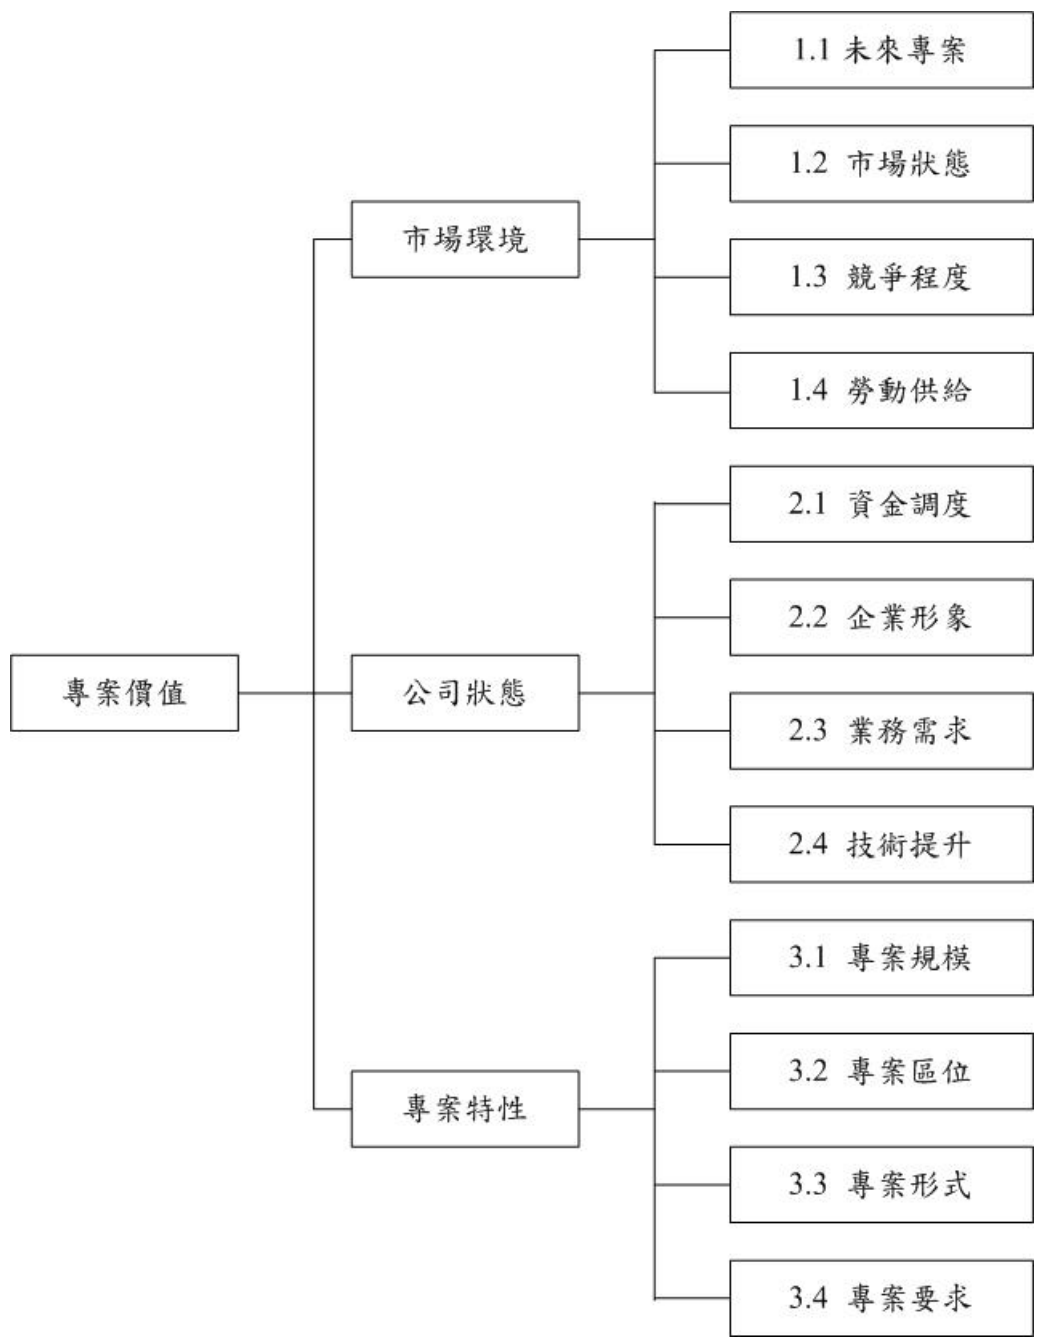 專案價值
市場環境
1.1 未來專案
1.2 市場狀態
1.3 競爭程度
1.4 勞動供給
公司狀態
2.1 資金調度
2.2 企業形象
2.3 業務需求
2.4 技術提升
專案特性
3.1 專案規模
3.2 專案區位
3.3 專案形式
3.4 專案要求